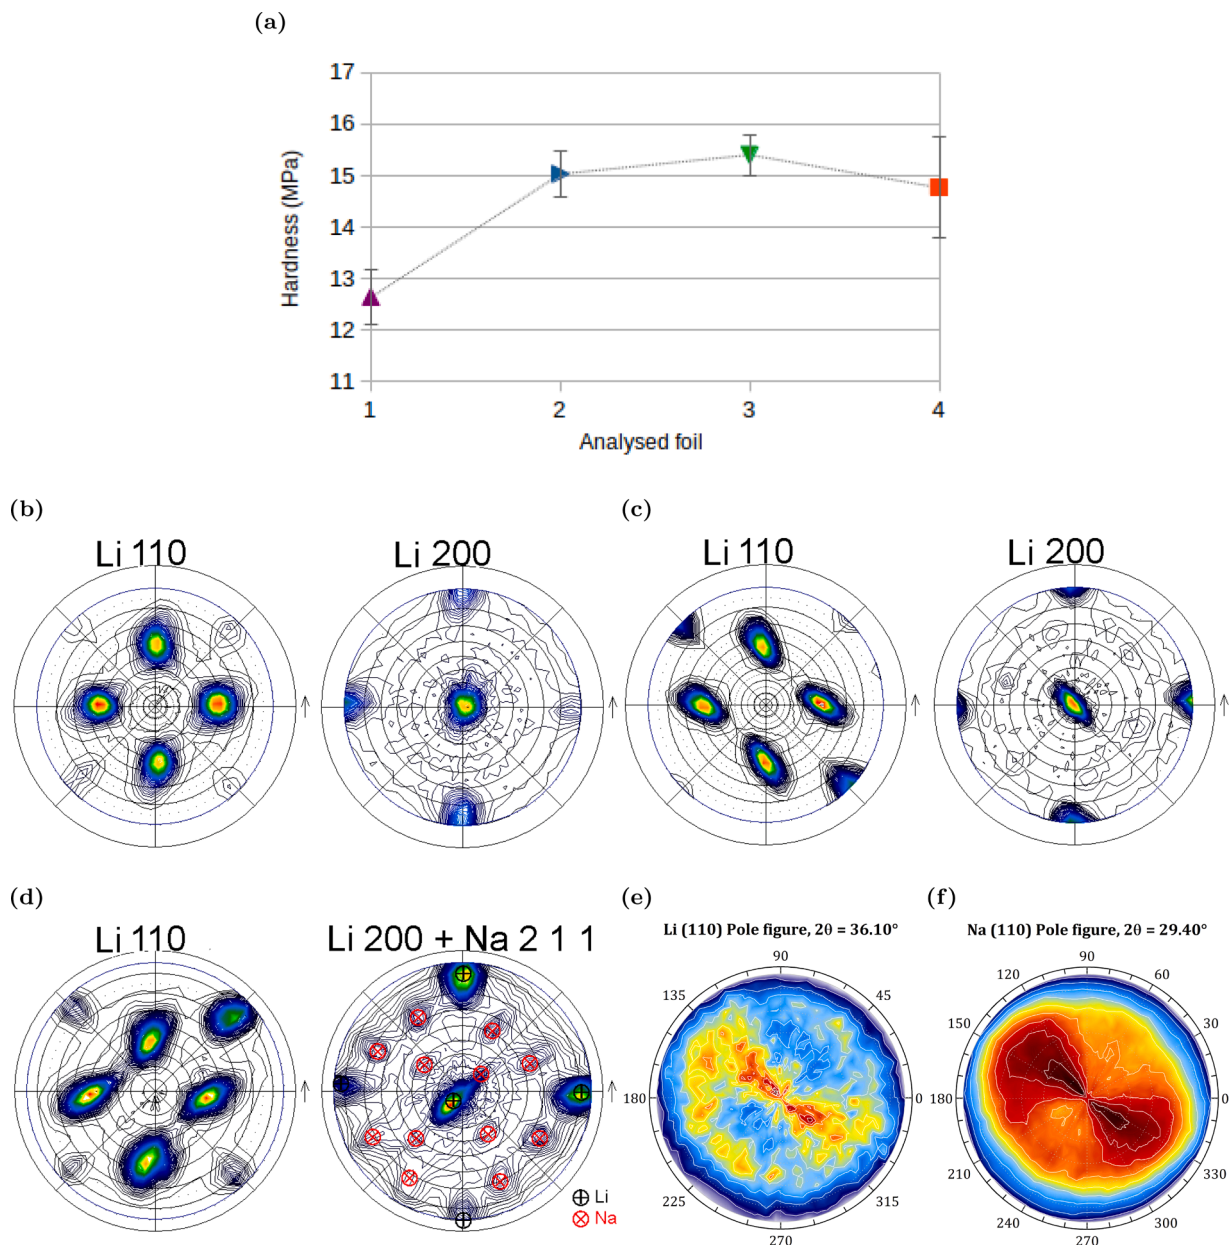 (a)
17
16
15
14
13
12
11
Hardness (MPa)
1 2 3 4
Analysed foil
(b)
Li 110
Li 200
(c)
Li 110
Li 200
(d)
Li 110
Li 200 + Na 2 1 1
Li
Na
(e)
Li (110) Pole figure, 2θ = 36.10°
90
135 45
180 0
225 315
270
(f)
Na (110) Pole figure, 2θ = 29.40°
90
120 60
150 30
180 0
210 330
240 300
270